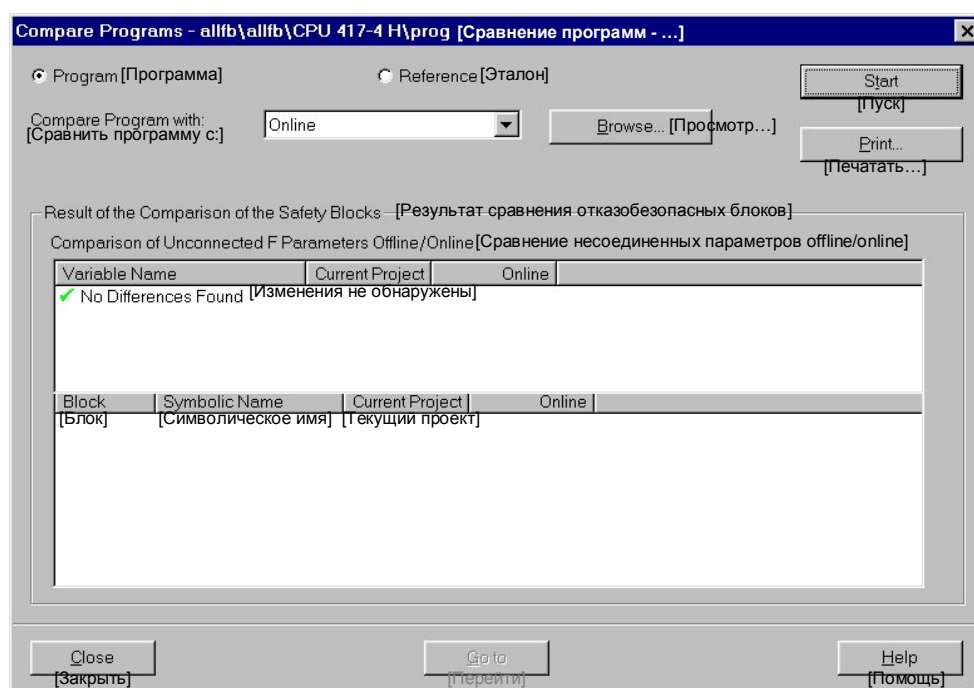 Compare Programs - allfb\allfb\CPU 417-4 H\prog [Сравнение программ - ...]
Program [Программа] Reference [Эталон] Start
[Пуск]
Compare Program with: Online Browse... [Просмотр...]
[Сравнить программу с:] Print...
[Печатать...]
Result of the Comparison of the Safety Blocks [Результат сравнения отказобезопасных блоков]
Comparison of Unconnected F Parameters Offline/Online [Сравнение несоединенных параметров offline/online]
Variable Name Current Project Online
No Differences Found [Изменения не обнаружены]
Block Symbolic Name Current Project Online
[Блок] [Символическое имя] [Текущий проект]
Close Go to Help
[Закрыть] [Перейти] [Помощь]